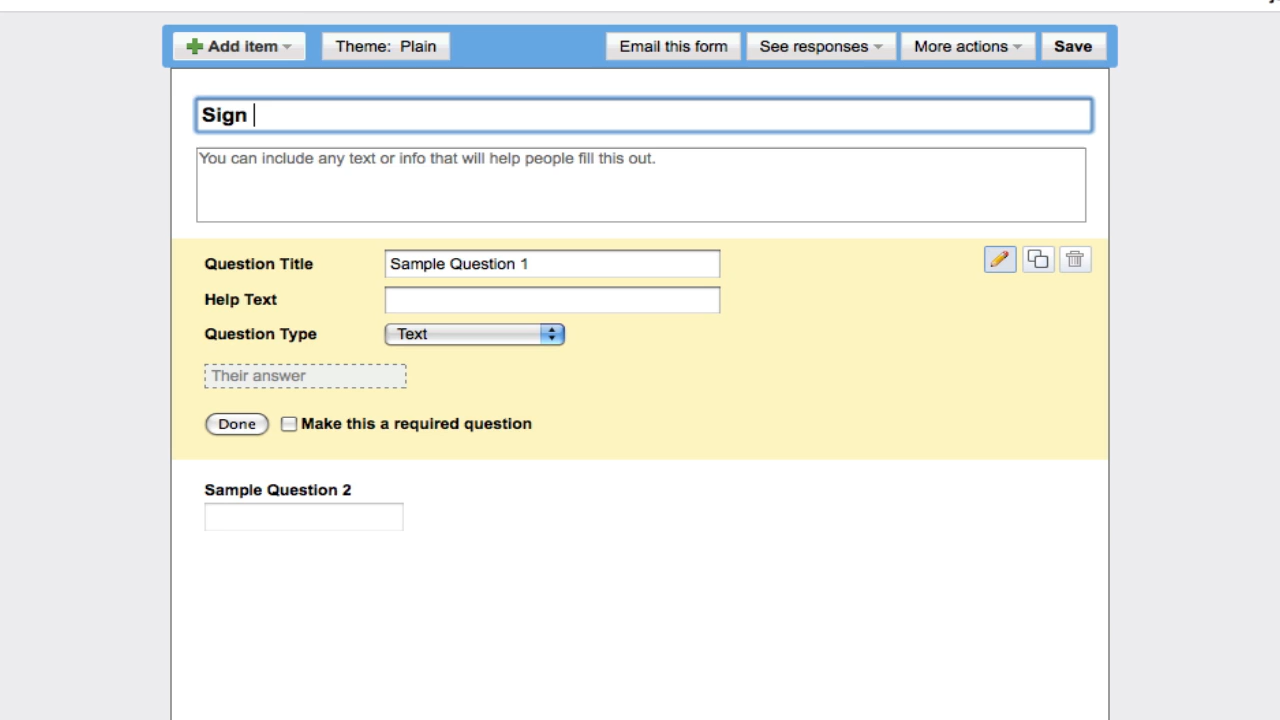 Add item Theme: Plain Email this form See responses More actions Save
Sign
You can include any text or info that will help people fill this out.
Question Title Sample Question 1
Help Text
Question Type Text
Their answer
Done Make this a required question
Sample Question 2